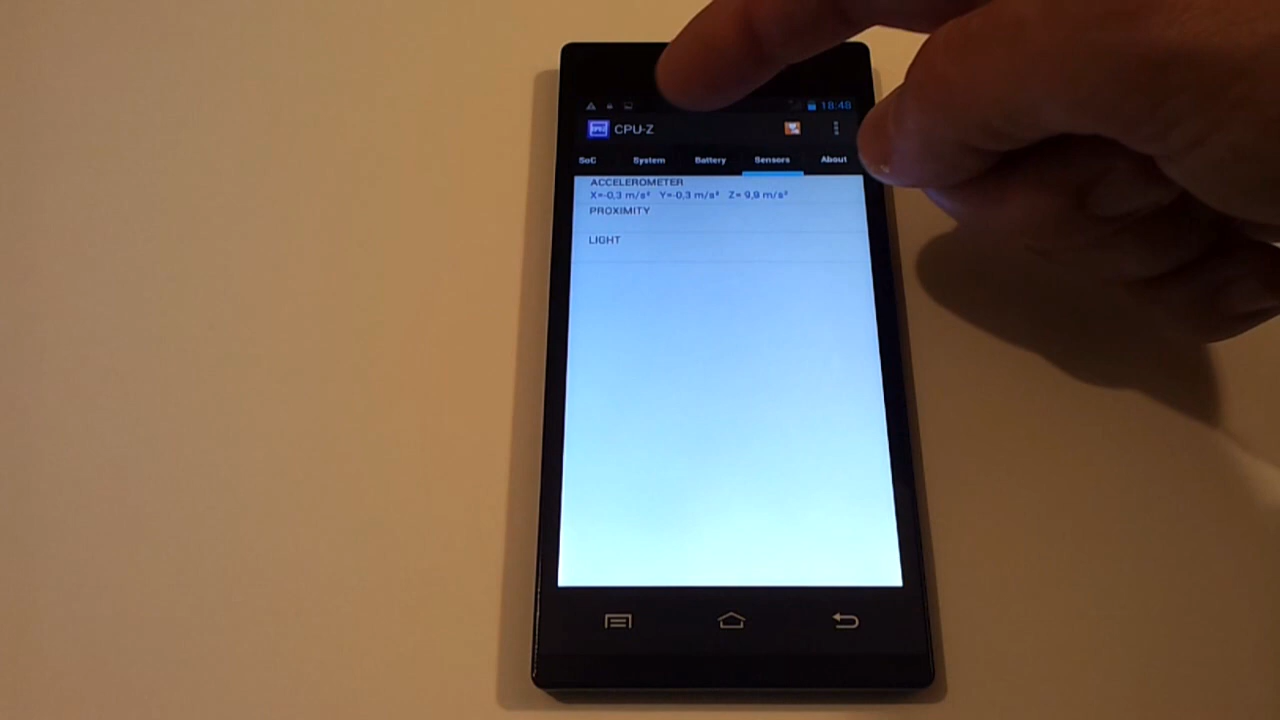 18:48
CPU-Z
SoC System Battery Sensors About
ACCELEROMETER
X=-0,3 m/s² Y=-0,3 m/s² Z= 9,9 m/s²
PROXIMITY
LIGHT